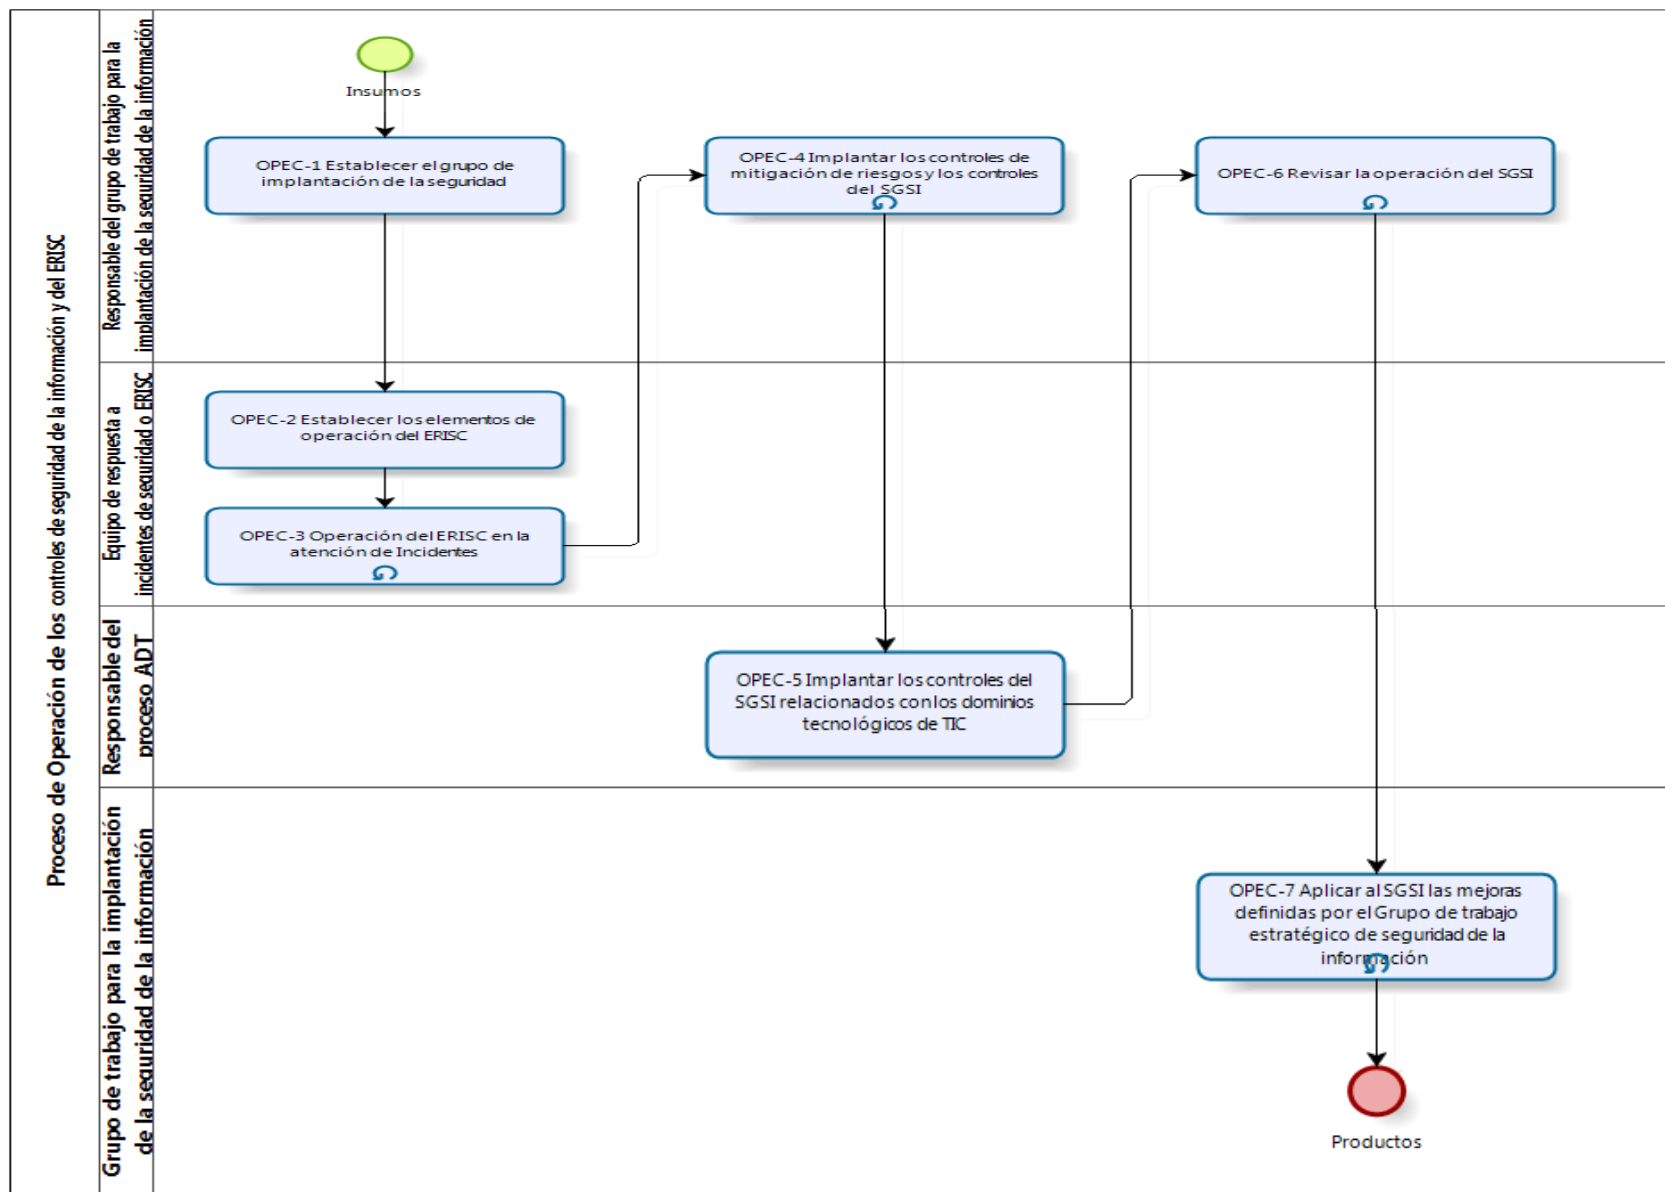 Proceso de Operación de los controles de seguridad de la información y del ERISC
Responsable del grupo de trabajo para la
implantación de la seguridad de la información
Insumos
OPEC-1 Establecer el grupo de
implantación de la seguridad
OPEC-4 Implantar los controles de
mitigación de riesgos y los controles
del SGSI
OPEC-6 Revisar la operación del SGSI
Equipo de respuesta a
incidentes de seguridad o ERISC
OPEC-2 Establecer los elementos de
operación del ERISC
OPEC-3 Operación del ERISC en la
atención de Incidentes
Responsable del
proceso ADT
OPEC-5 Implantar los controles del
SGSI relacionados con los dominios
tecnológicos de TIC
Grupo de trabajo para la implantación
de la seguridad de la información
OPEC-7 Aplicar al SGSI las mejoras
definidas por el Grupo de trabajo
estratégico de seguridad de la
información
Productos